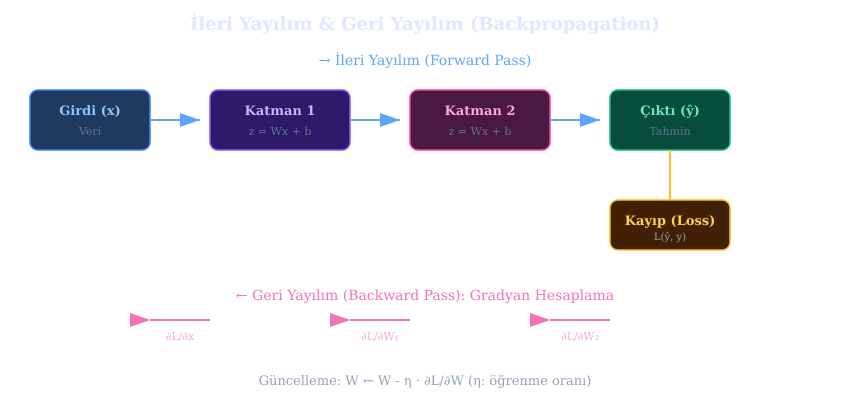 İleri Yayılım & Geri Yayılım (Backpropagation)
→ İleri Yayılım (Forward Pass)
Girdi (x)
Veri
Katman 1
z = Wx + b
Katman 2
z = Wx + b
Çıktı (ŷ)
Tahmin
Kayıp (Loss)
L(ŷ, y)
← Geri Yayılım (Backward Pass): Gradyan Hesaplama
∂L/∂x
∂L/∂W₁
∂L/∂W₂
Güncelleme: W ← W - η · ∂L/∂W (η: öğrenme oranı)